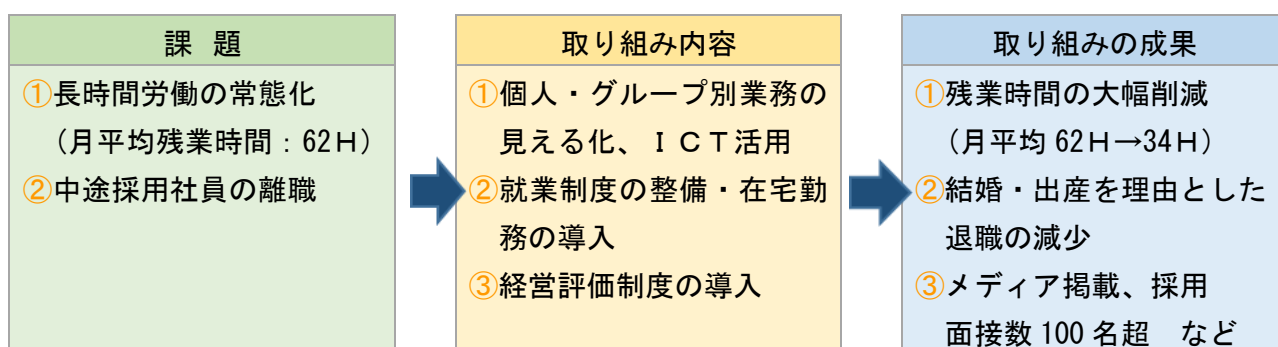 課 題
①長時間労働の常態化
（月平均残業時間：62Ｈ）
②中途採用社員の離職
取り組み内容
①個人・グループ別業務の
見える化、ＩＣＴ活用
②就業制度の整備・在宅勤
務の導入
③経営評価制度の導入
取り組みの成果
①残業時間の大幅削減
（月平均 62Ｈ→34Ｈ）
②結婚・出産を理由とした
退職の減少
③メディア掲載、採用
面接数 100 名超　など